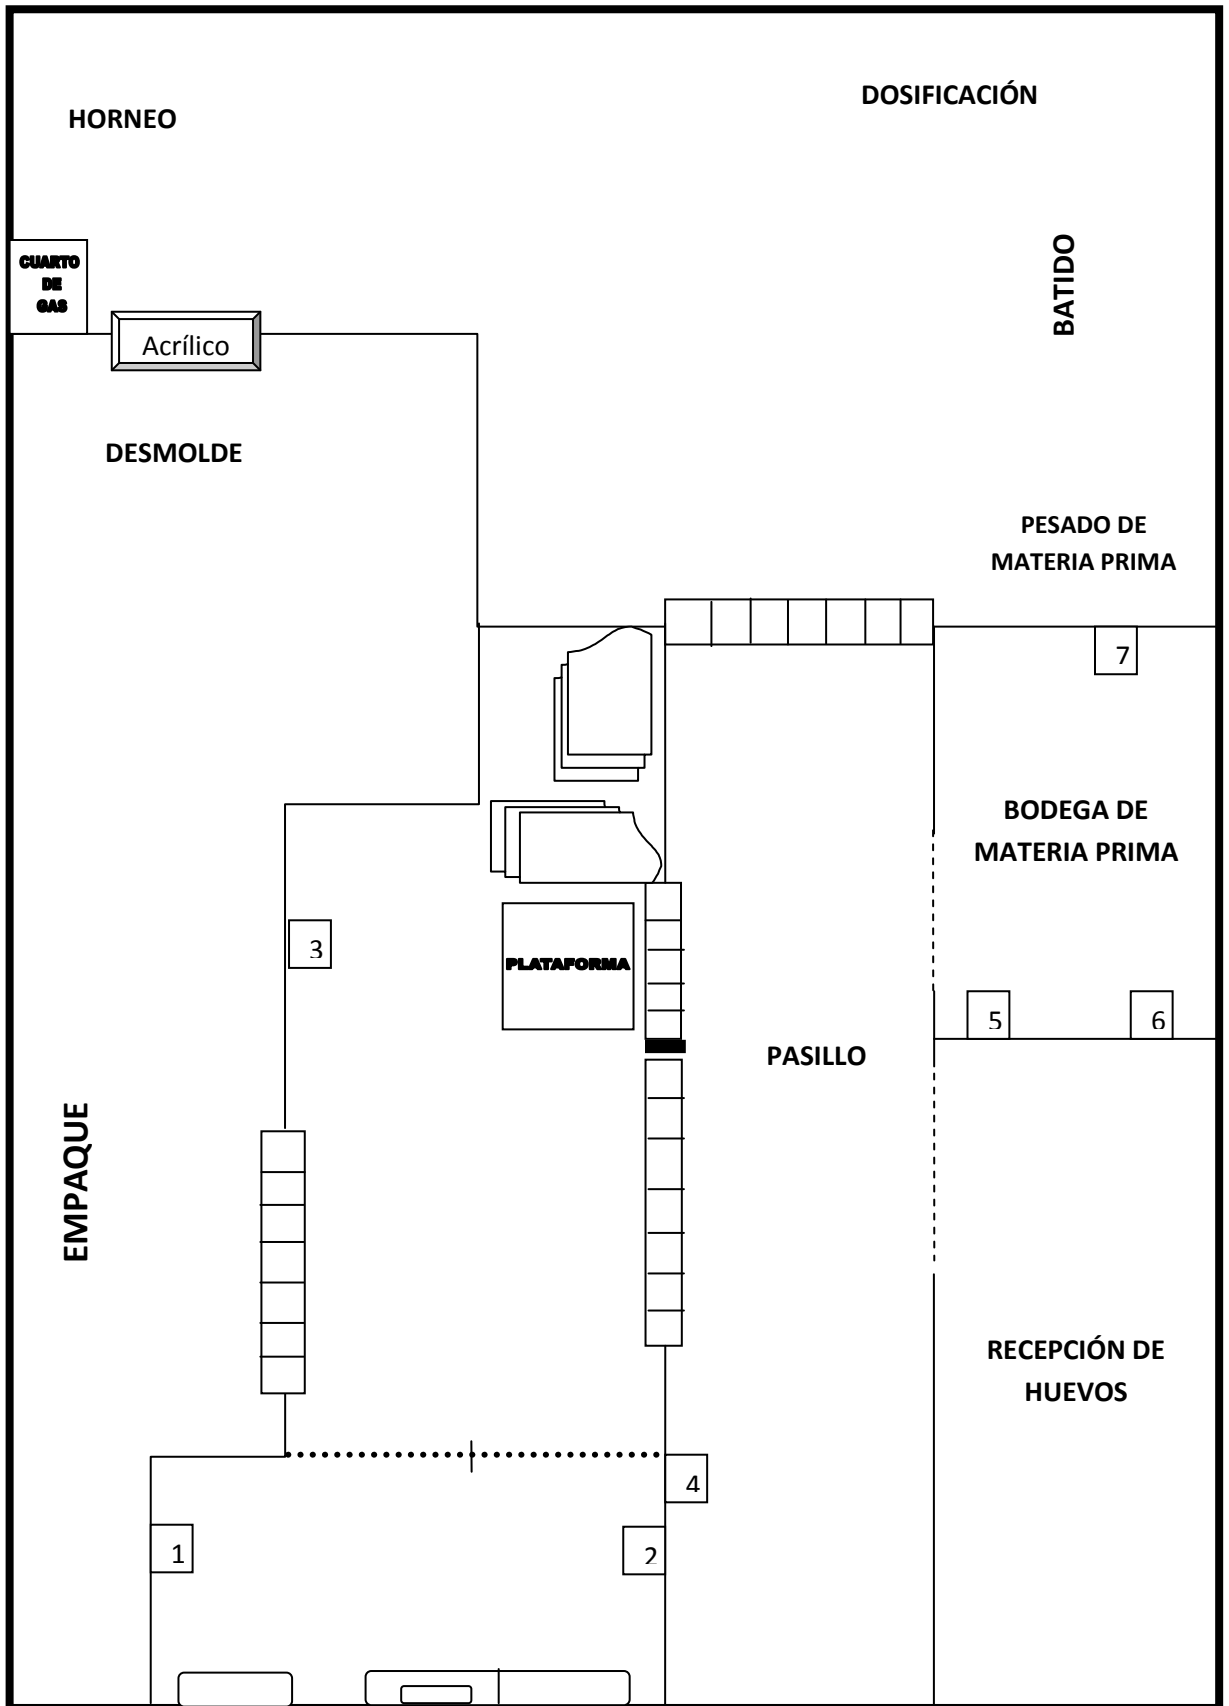 DOSIFICACIÓN
HORNEO
BATIDO
CUARTO
DE
GAS
Acrílico
DESMOLDE
PESADO DE
MATERIA PRIMA
7
BODEGA DE
MATERIA PRIMA
3
PLATAFORMA
5
6
PASILLO
EMPAQUE
RECEPCIÓN DE
HUEVOS
4
1
2